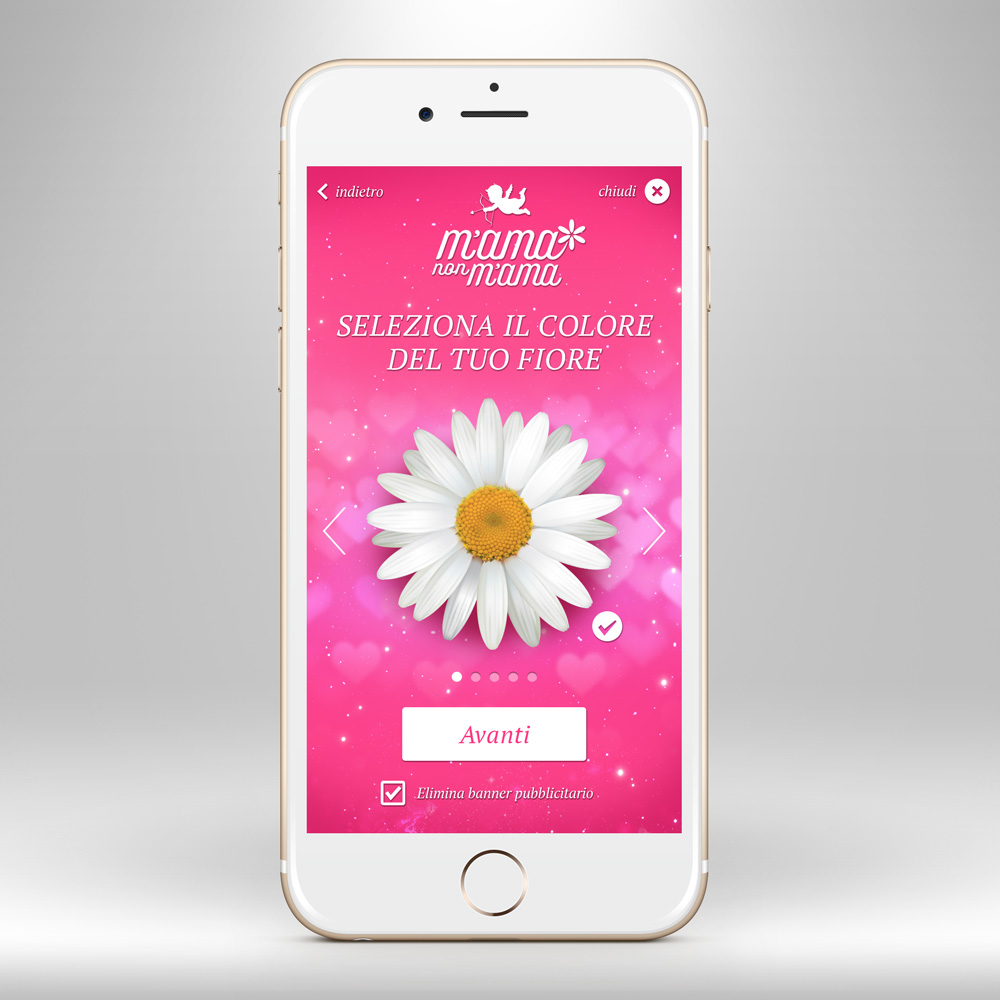 indietro
chiudi
m'ama
non m'ama
SELEZIONA IL COLORE
DEL TUO FIORE
Avanti
Elimina banner pubblicitario